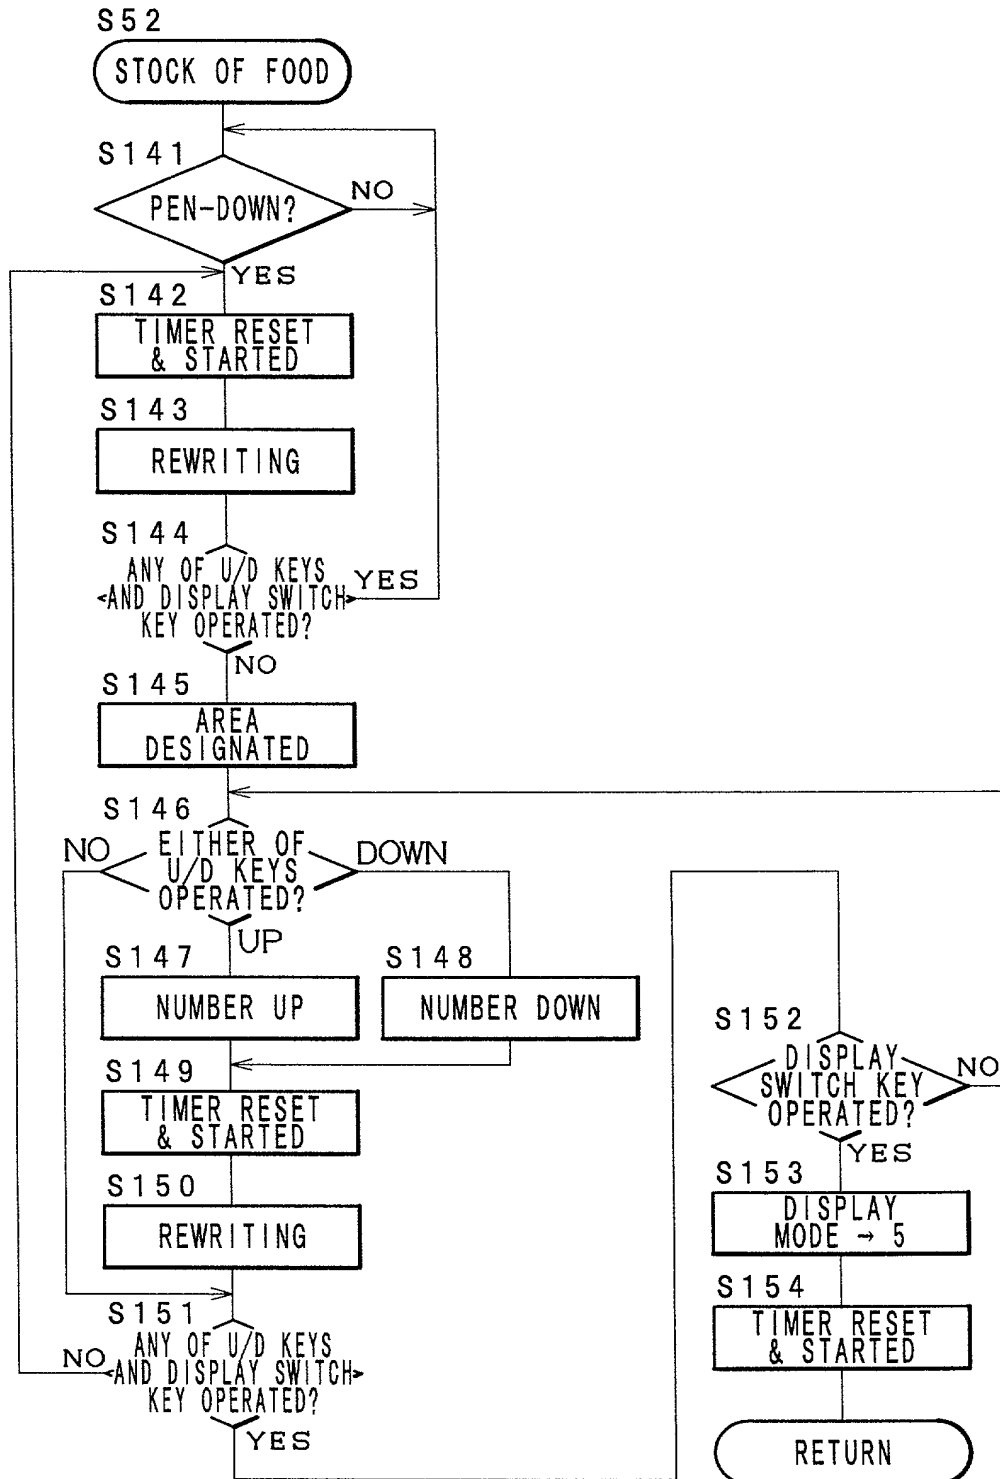 S52
STOCK OF FOOD
S141
PEN-DOWN?
NO
YES
S142
TIMER RESET
& STARTED
S143
REWRITING
S144
ANY OF U/D KEYS
AND DISPLAY SWITCH
KEY OPERATED?
YES
NO
S145
AREA
DESIGNATED
S146
EITHER OF
U/D KEYS
OPERATED?
NO
DOWN
UP
S147
NUMBER UP
S148
NUMBER DOWN
S149
TIMER RESET
& STARTED
S150
REWRITING
S151
ANY OF U/D KEYS
AND DISPLAY SWITCH
KEY OPERATED?
NO
YES
S152
DISPLAY
SWITCH KEY
OPERATED?
NO
YES
S153
DISPLAY
MODE → 5
S154
TIMER RESET
& STARTED
RETURN